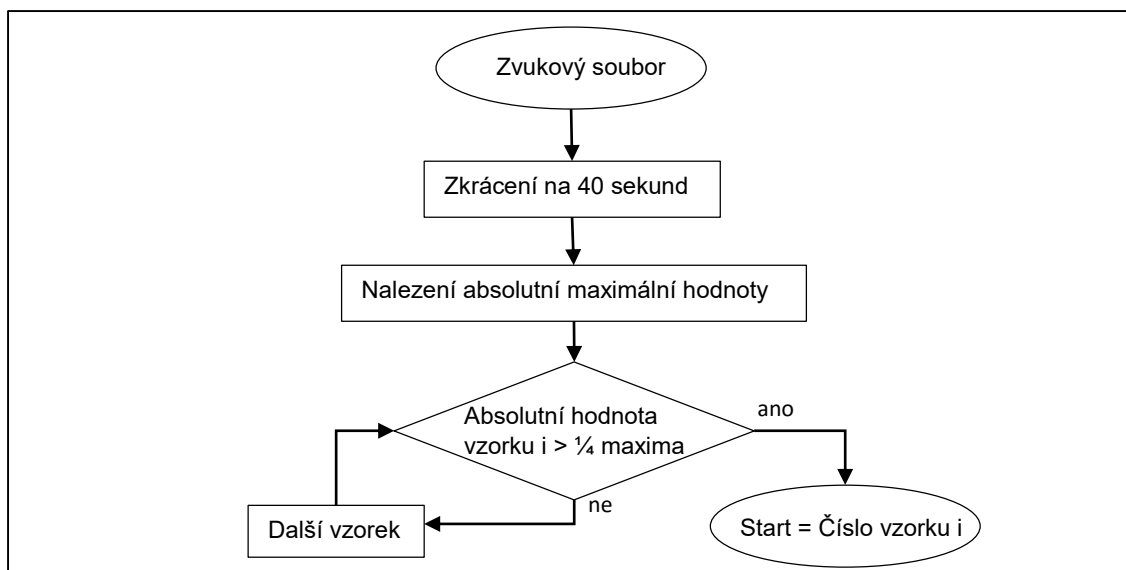 Zvukový soubor
Zkrácení na 40 sekund
Nalezení absolutní maximální hodnoty
Absolutní hodnota
vzorku i > ¼ maxima
ano
ne
Další vzorek
Start = Číslo vzorku i